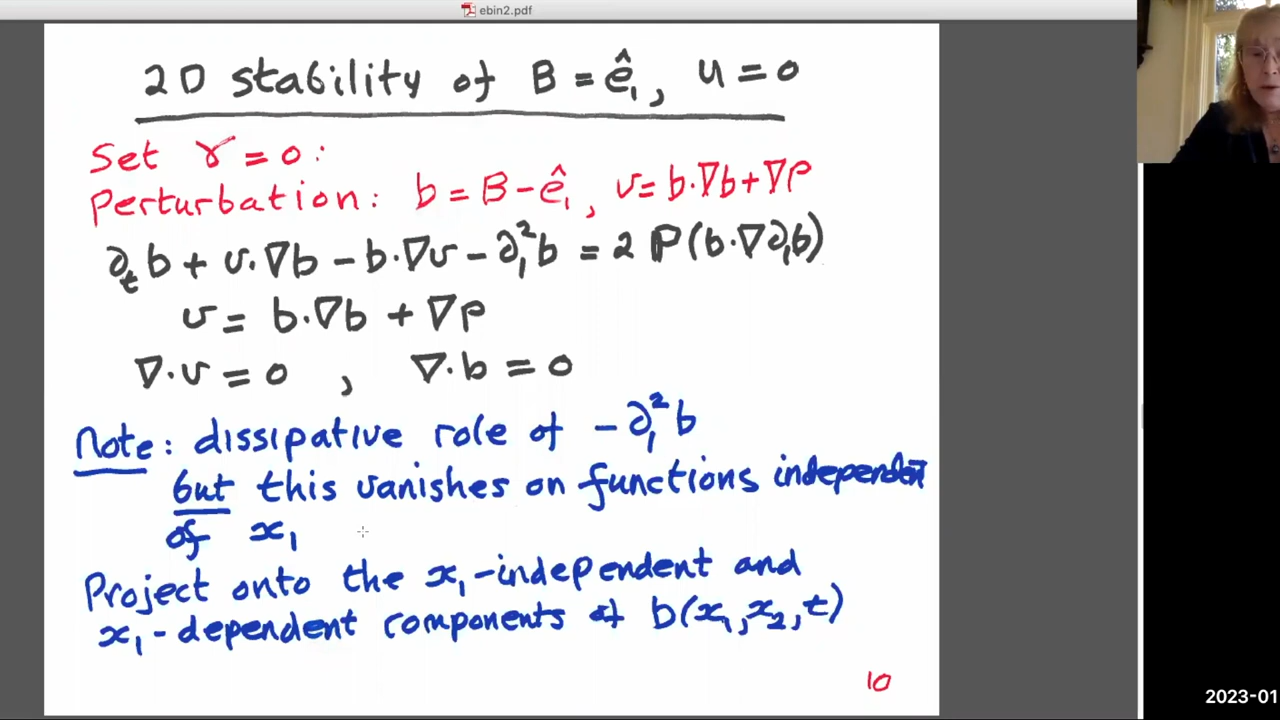 ebin2.pdf
2D stability of B = ê₁, u = 0
Set γ = 0:
Perturbation: b = B - ê₁, v = b·∇b + ∇p
∂ₜb + v·∇b - b·∇v - ∂₁²b = 2 ℙ(b·∇∂₁b)
v = b·∇b + ∇p
∇·v = 0 , ∇·b = 0
Note: dissipative role of -∂₁²b
but this vanishes on functions independent
of x₁
Project onto the x₁-independent and
x₁-dependent components of b(x₁,x₂,t)
10
2023-01